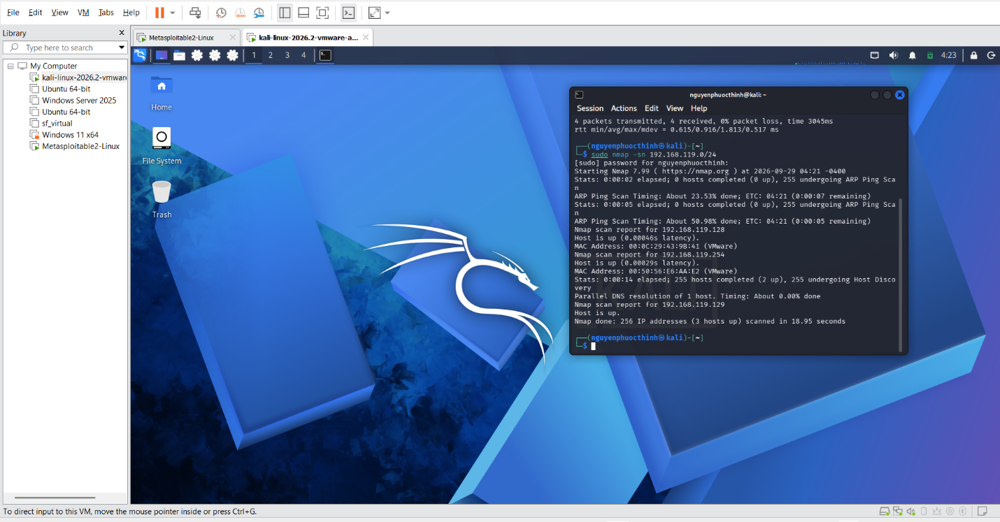 File Edit View VM Tabs Help
Library
Type here to search
My Computer
kali-linux-2026.2-vmware
Ubuntu 64-bit
Windows Server 2025
Ubuntu 64-bit
sf_virtual
Windows 11 x64
Metasploitable2-Linux
Metasploitable2-Linux
kali-linux-2026.2-vmware-a...
1 2 3 4
4:23
Home
File System
Trash
nguyenphuocthinh@kali: ~
Session Actions Edit View Help
4 packets transmitted, 4 received, 0% packet loss, time 3045ms
rtt min/avg/max/mdev = 0.615/0.916/1.813/0.517 ms
┌──(nguyenphuocthinh㉿kali)-[~]
└─$ sudo nmap -sn 192.168.119.0/24
[sudo] password for nguyenphuocthinh:
Starting Nmap 7.99 ( https://nmap.org ) at 2026-09-29 04:21 -0400
Stats: 0:00:02 elapsed; 0 hosts completed (0 up), 255 undergoing ARP Ping Sca
n
ARP Ping Scan Timing: About 23.53% done; ETC: 04:21 (0:00:07 remaining)
Stats: 0:00:05 elapsed; 0 hosts completed (0 up), 255 undergoing ARP Ping Sca
n
ARP Ping Scan Timing: About 50.98% done; ETC: 04:21 (0:00:05 remaining)
Nmap scan report for 192.168.119.128
Host is up (0.00046s latency).
MAC Address: 00:0C:29:43:9B:41 (VMware)
Nmap scan report for 192.168.119.254
Host is up (0.00029s latency).
MAC Address: 00:50:56:E6:AA:E2 (VMware)
Stats: 0:00:14 elapsed; 255 hosts completed (2 up), 255 undergoing Host Disco
very
Parallel DNS resolution of 1 host. Timing: About 0.00% done
Nmap scan report for 192.168.119.129
Host is up.
Nmap done: 256 IP addresses (3 hosts up) scanned in 18.95 seconds
┌──(nguyenphuocthinh㉿kali)-[~]
└─$
To direct input to this VM, move the mouse pointer inside or press Ctrl+G.